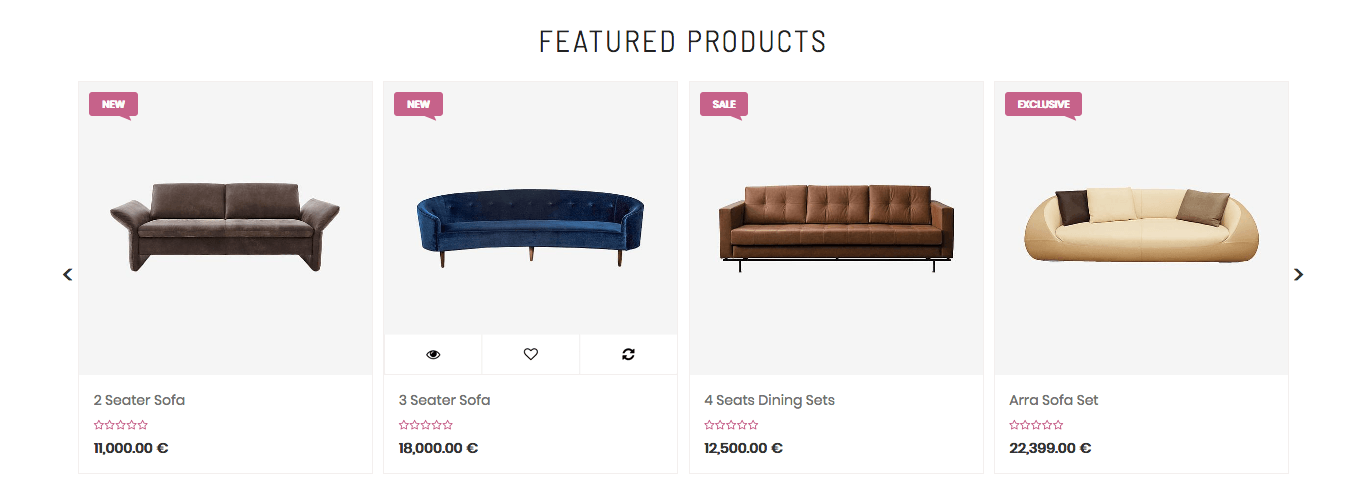 FEATURED PRODUCTS
NEW
NEW
SALE
EXCLUSIVE
2 Seater Sofa
11,000.00 €
3 Seater Sofa
18,000.00 €
4 Seats Dining Sets
12,500.00 €
Arra Sofa Set
22,399.00 €